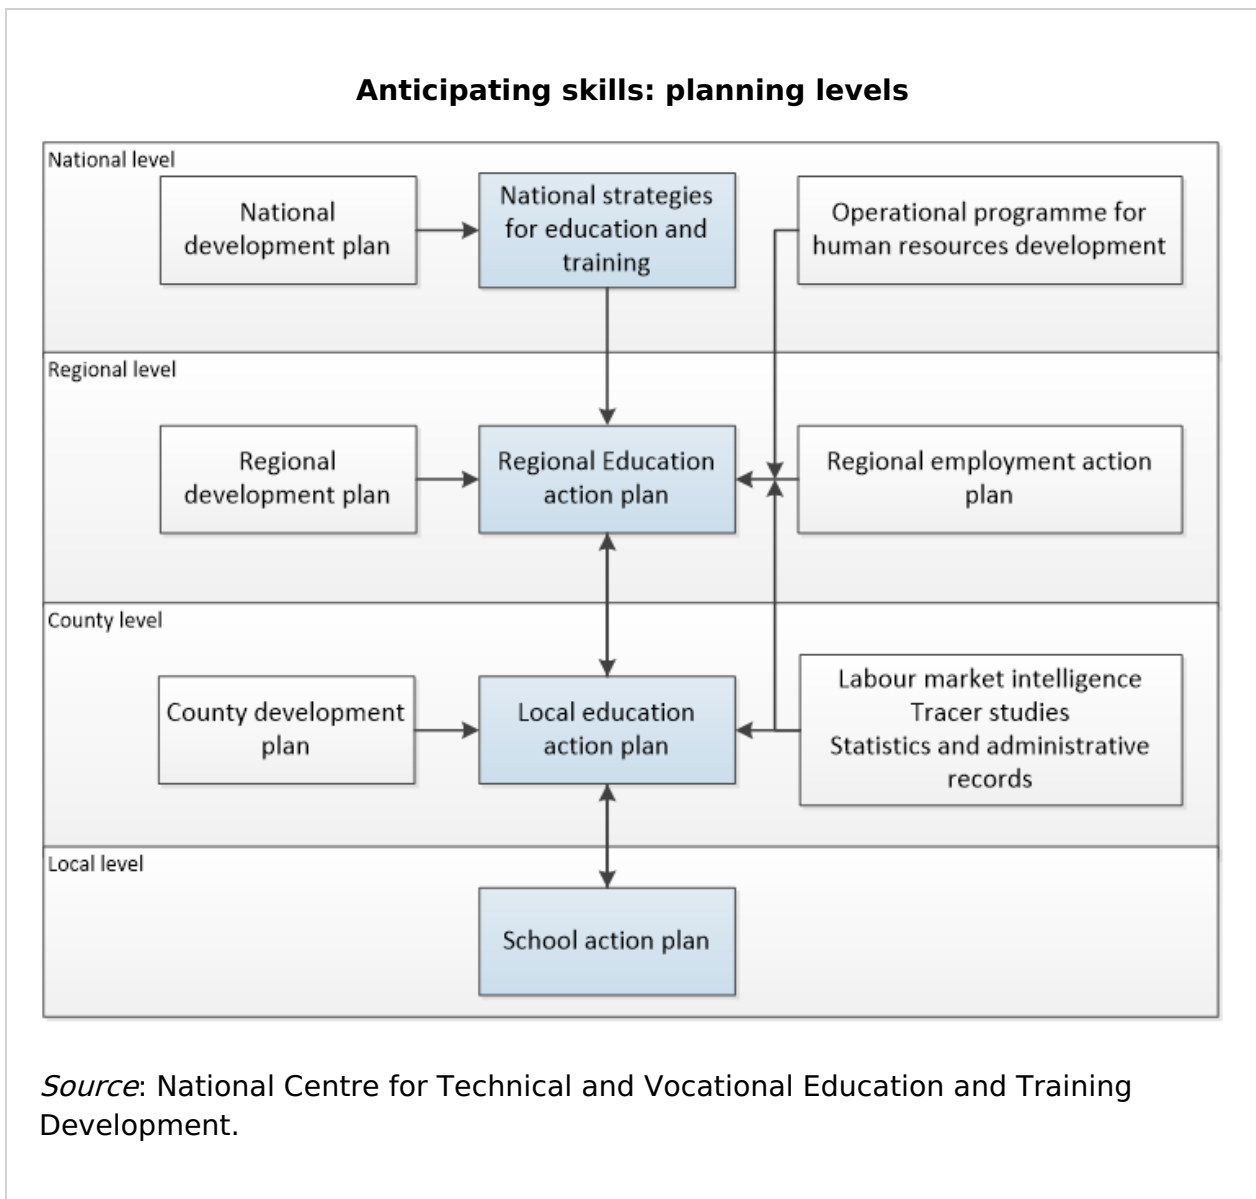 Anticipating skills: planning levels
National level
National
development plan
National strategies
for education and
training
Operational programme for
human resources development
Regional level
Regional
development plan
Regional Education
action plan
Regional employment action
plan
County level
County development
plan
Local education
action plan
Labour market intelligence
Tracer studies
Statistics and administrative
records
Local level
School action plan
Source: National Centre for Technical and Vocational Education and Training
Development.